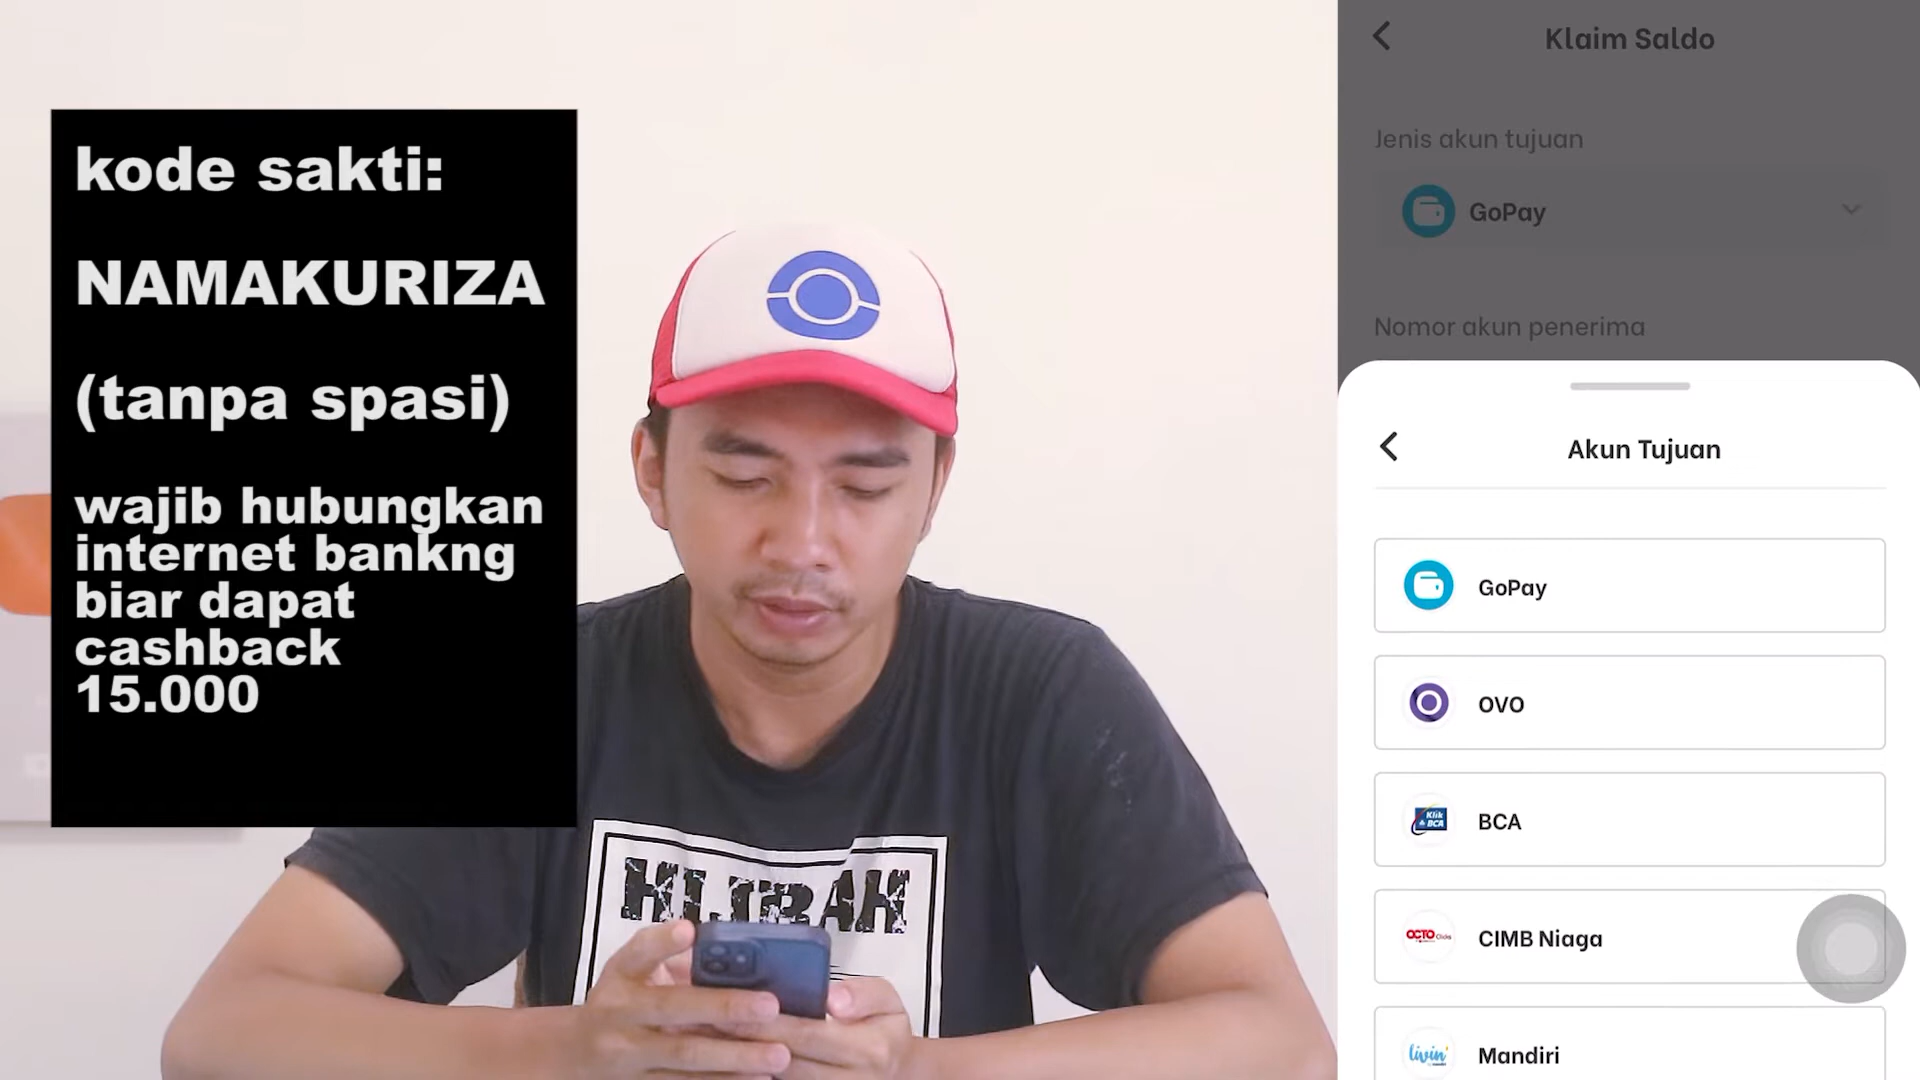 kode sakti:
NAMAKURIZA
(tanpa spasi)
wajib hubungkan
internet bankng
biar dapat
cashback
15.000
HIJRAH
Klaim Saldo
Jenis akun tujuan
GoPay
Nomor akun penerima
Akun Tujuan
GoPay
OVO
Klik
BCA
BCA
OCTO Clicks
CIMB Niaga
livin'
Mandiri